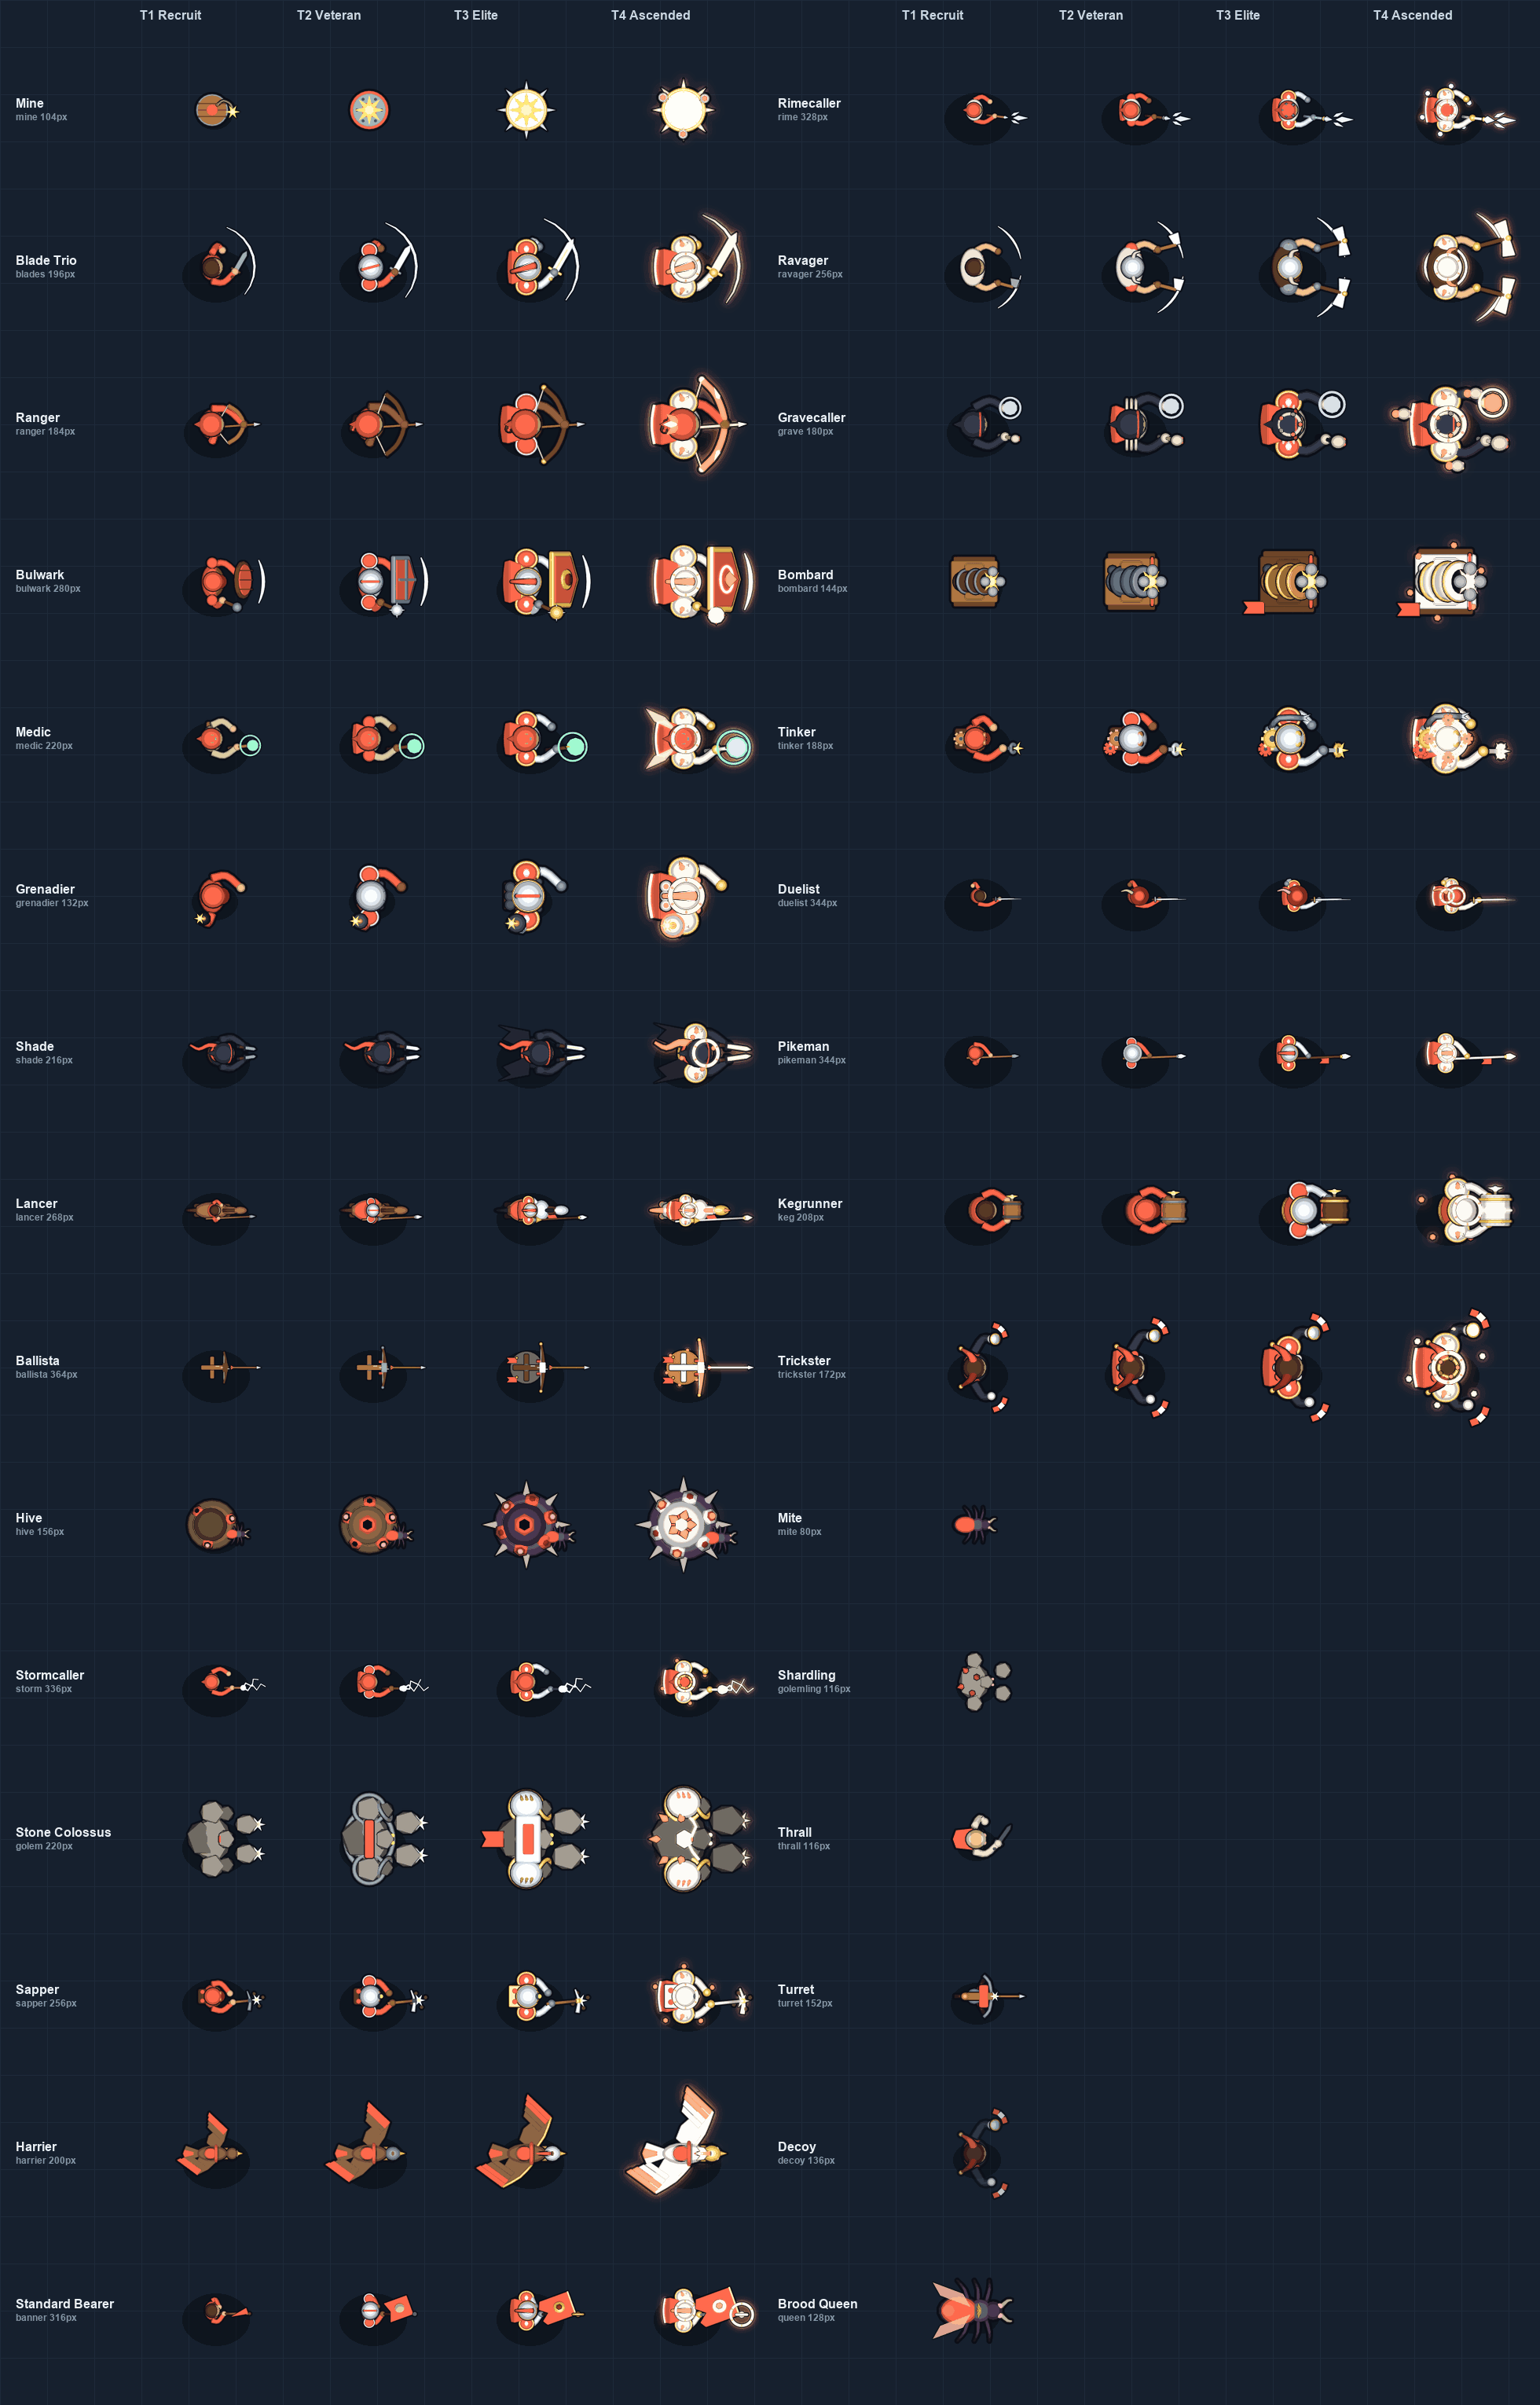 T1 Recruit T2 Veteran T3 Elite T4 Ascended T1 Recruit T2 Veteran T3 Elite T4 Ascended
Mine
mine 104px
Rimecaller
rime 328px
Blade Trio
blades 196px
Ravager
ravager 256px
Ranger
ranger 184px
Gravecaller
grave 180px
Bulwark
bulwark 280px
Bombard
bombard 144px
Medic
medic 220px
Tinker
tinker 188px
Grenadier
grenadier 132px
Duelist
duelist 344px
Shade
shade 216px
Pikeman
pikeman 344px
Lancer
lancer 268px
Kegrunner
keg 208px
Ballista
ballista 364px
Trickster
trickster 172px
Hive
hive 156px
Mite
mite 80px
Stormcaller
storm 336px
Shardling
golemling 116px
Stone Colossus
golem 220px
Thrall
thrall 116px
Sapper
sapper 256px
Turret
turret 152px
Harrier
harrier 200px
Decoy
decoy 136px
Standard Bearer
banner 316px
Brood Queen
queen 128px